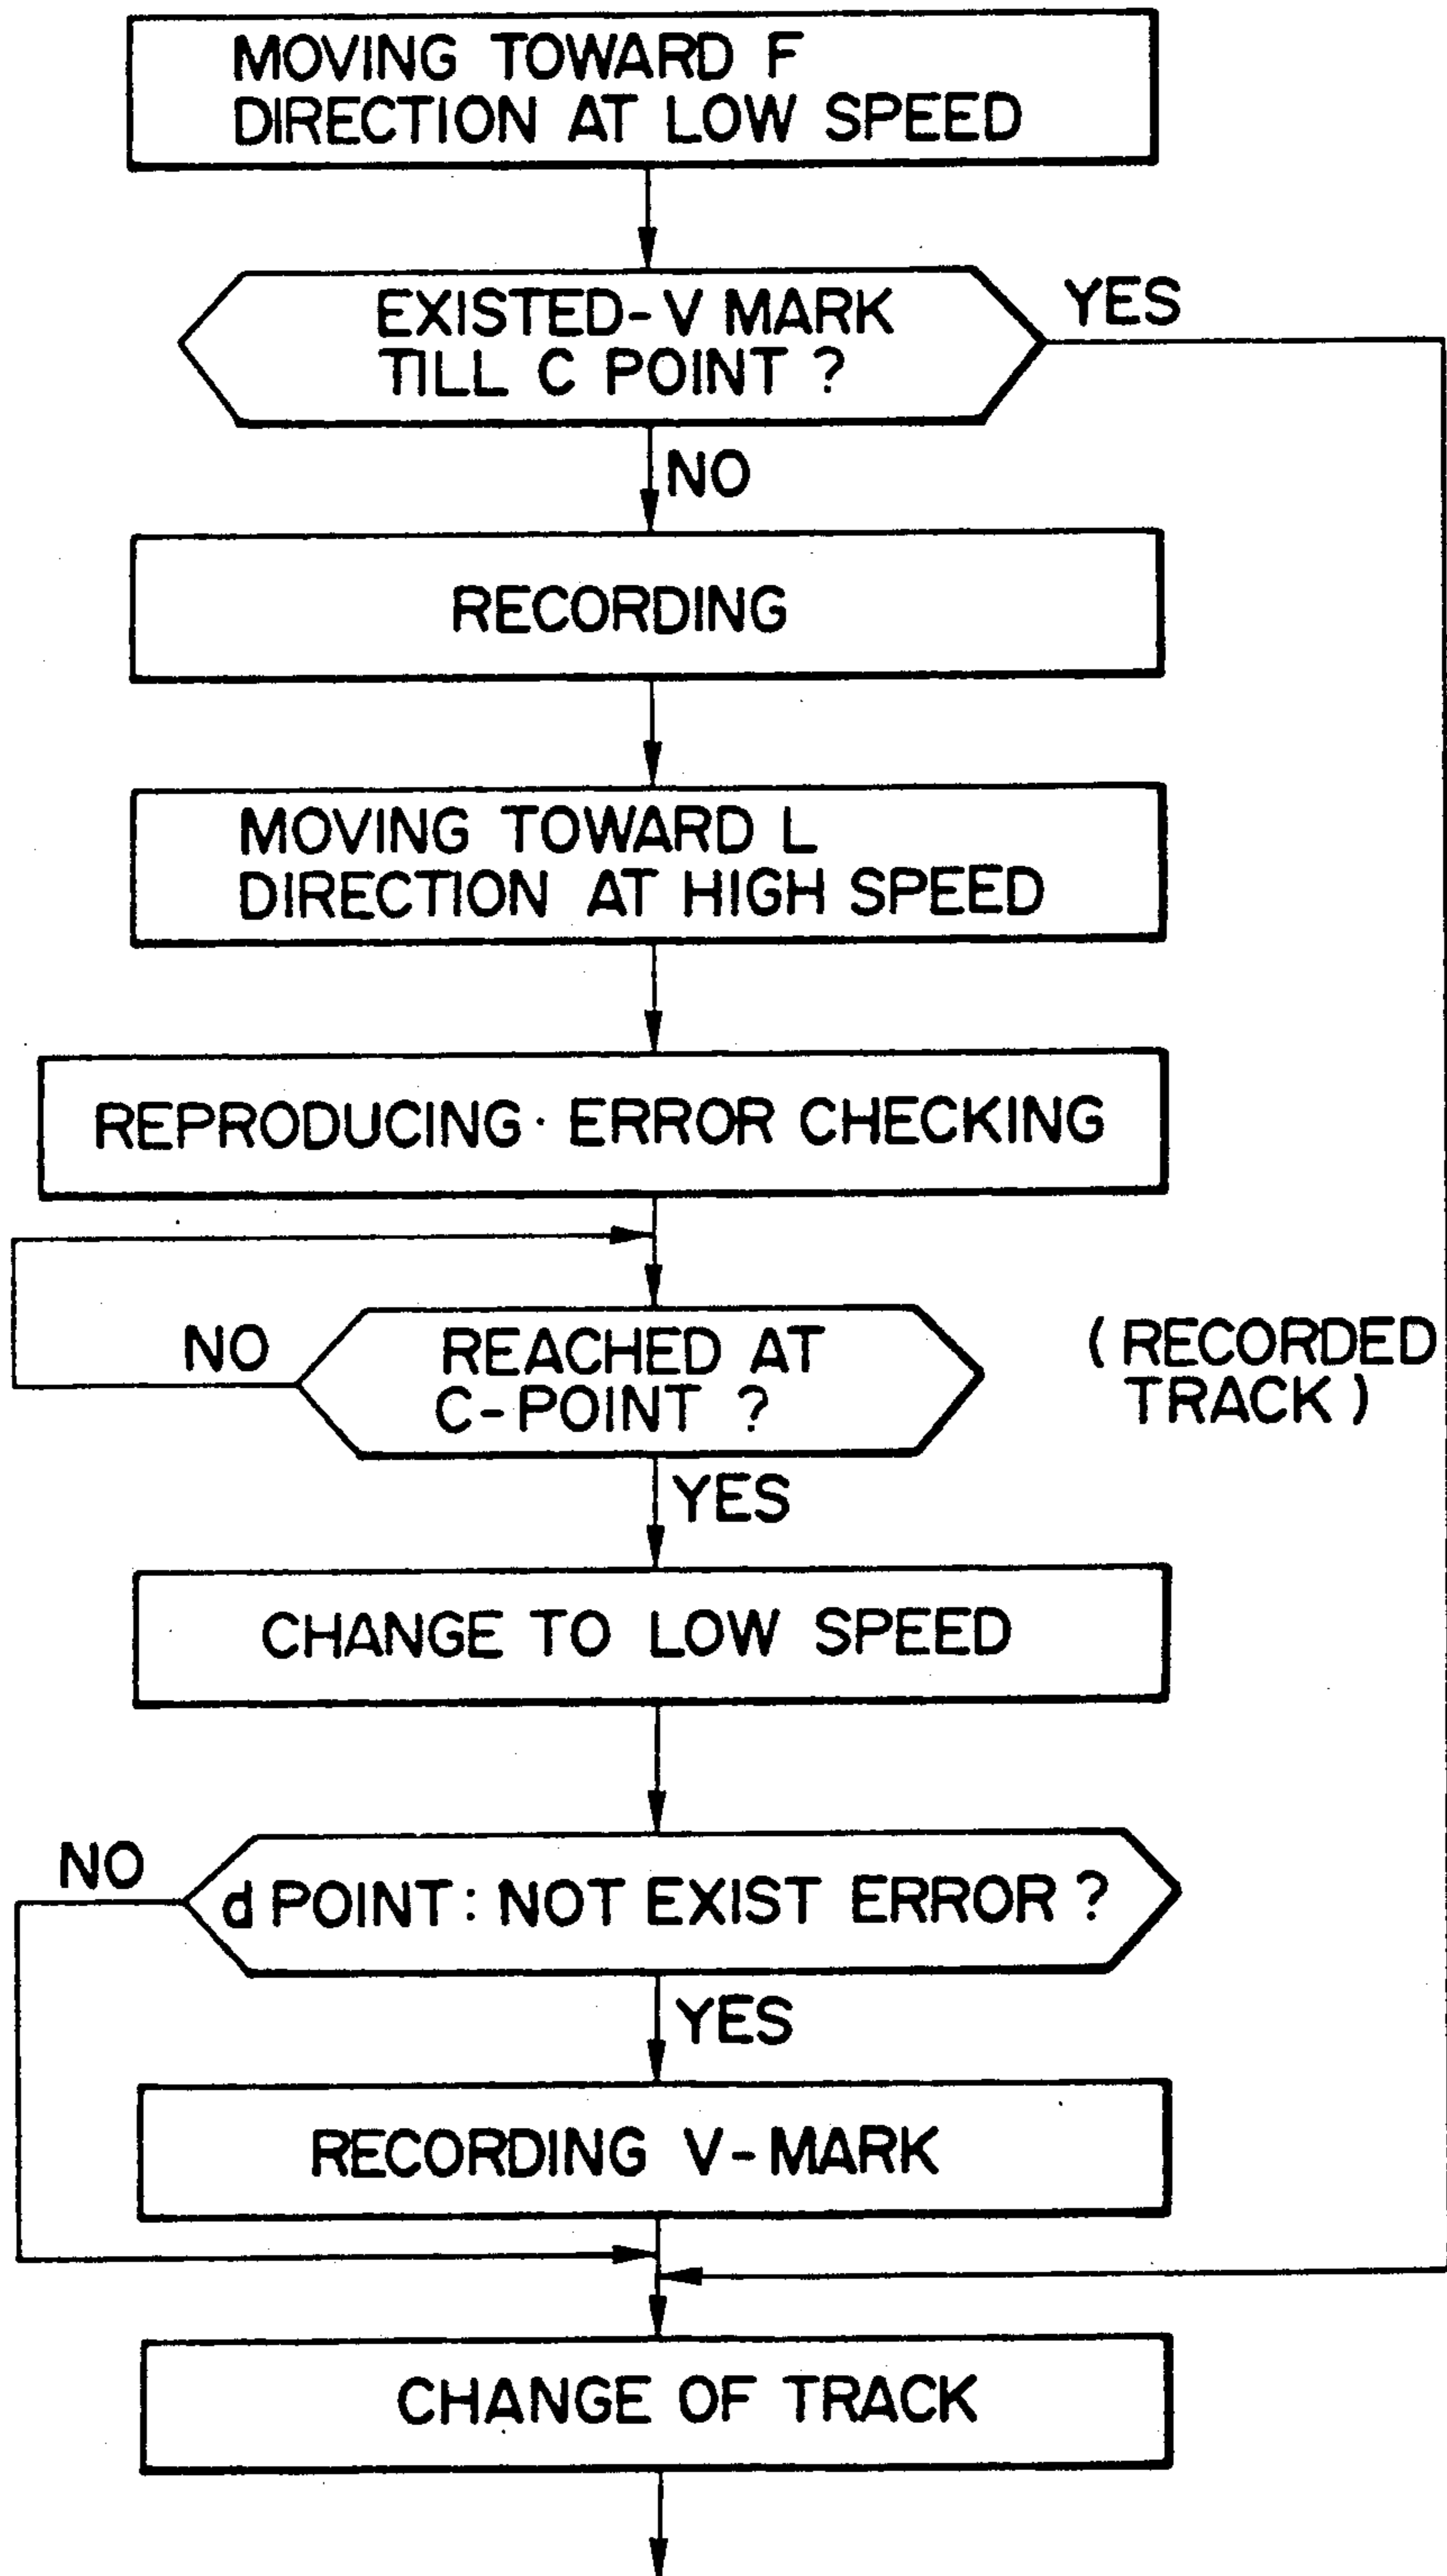 MOVING TOWARD F
DIRECTION AT LOW SPEED
EXISTED-V MARK
TILL C POINT ?
YES
NO
RECORDING
MOVING TOWARD L
DIRECTION AT HIGH SPEED
REPRODUCING · ERROR CHECKING
NO
REACHED AT
C-POINT ?
(RECORDED
TRACK)
YES
CHANGE TO LOW SPEED
NO
d POINT : NOT EXIST ERROR ?
YES
RECORDING V-MARK
CHANGE OF TRACK